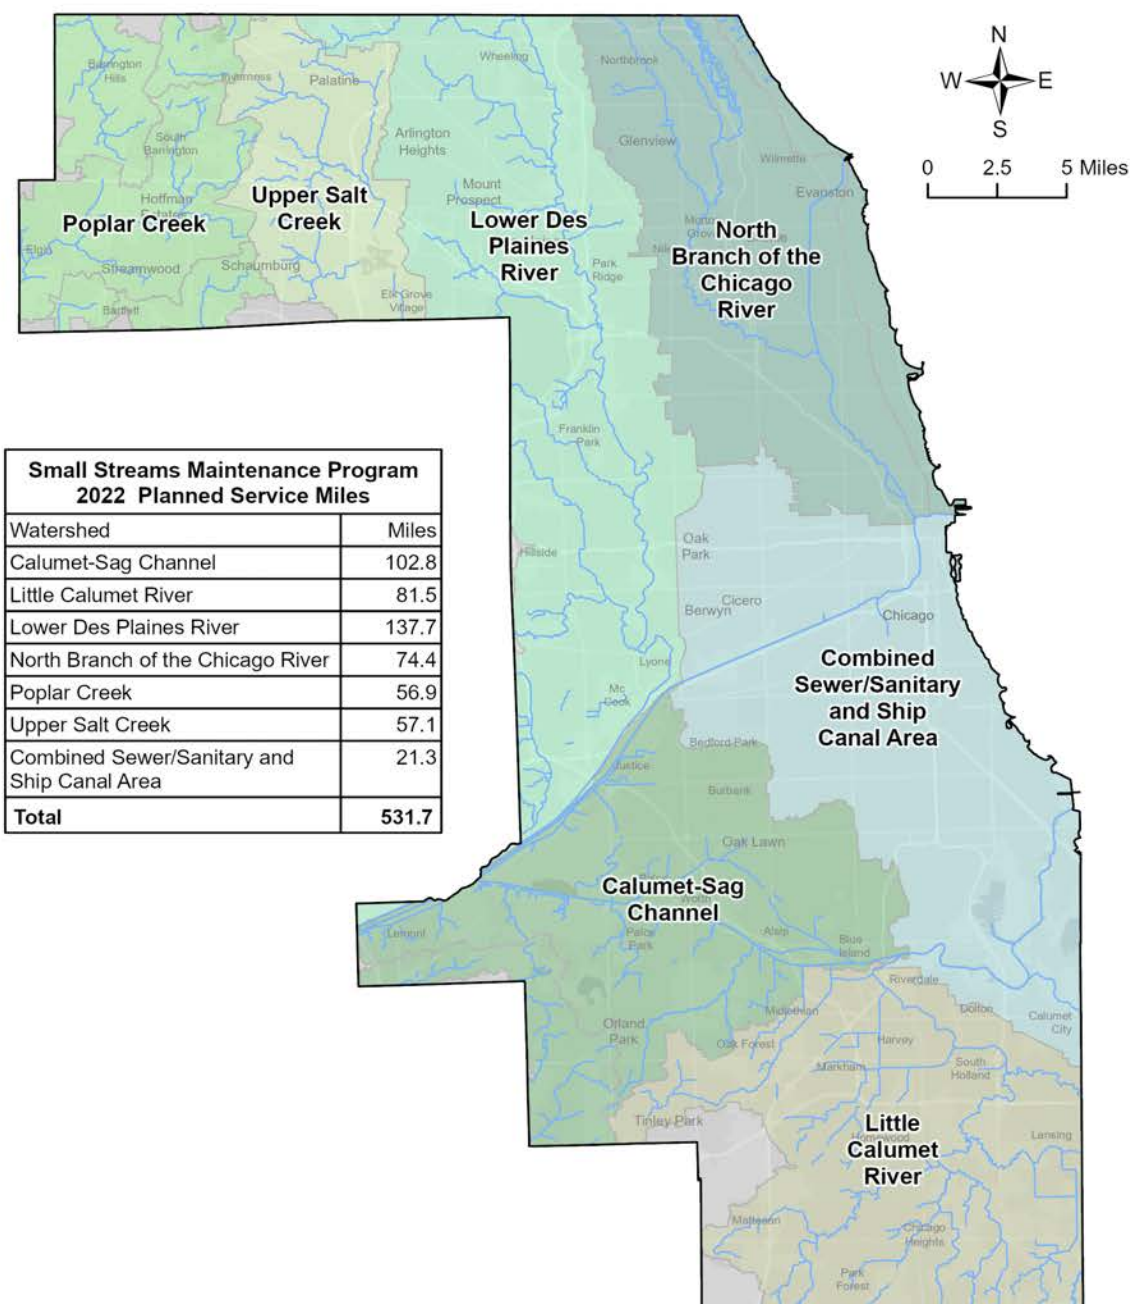 N
W E
S
0 2.5 5 Miles
Barrington
Hills
Inverness
Palatine
Wheeling
Northbrook
South
Barrington
Arlington
Heights
Glenview
Wilmette
Hoffman
Upper Salt
Creek
Mount
Prospect
Evanston
Poplar Creek
Lower Des
Plaines
River
North
Branch of the
Chicago
River
Elgin
Streamwood
Schaumburg
Park
Ridge
Bartlett
Elk Grove
Village
Franklin
Park
Small Streams Maintenance Program
2022 Planned Service Miles
Watershed Miles
Calumet-Sag Channel 102.8
Little Calumet River 81.5
Lower Des Plaines River 137.7
North Branch of the Chicago River 74.4
Poplar Creek 56.9
Upper Salt Creek 57.1
Combined Sewer/Sanitary and 21.3
Ship Canal Area
Total 531.7
Hillside
Oak
Park
Cicero
Berwyn
Chicago
Lyons
Combined
Sewer/Sanitary
and Ship
Canal Area
Mc
Cook
Bedford Park
Justice
Burbank
Oak Lawn
Calumet-Sag
Channel
Worth
Lemont
Palos
Park
Alsip
Blue
Island
Riverdale
Dolton
Calumet
City
Midlothian
Orland
Park
Oak Forest
Harvey
Markham
South
Holland
Tinley Park
Little
Calumet
River
Homewood
Lansing
Matteson
Chicago
Heights
Park
Forest